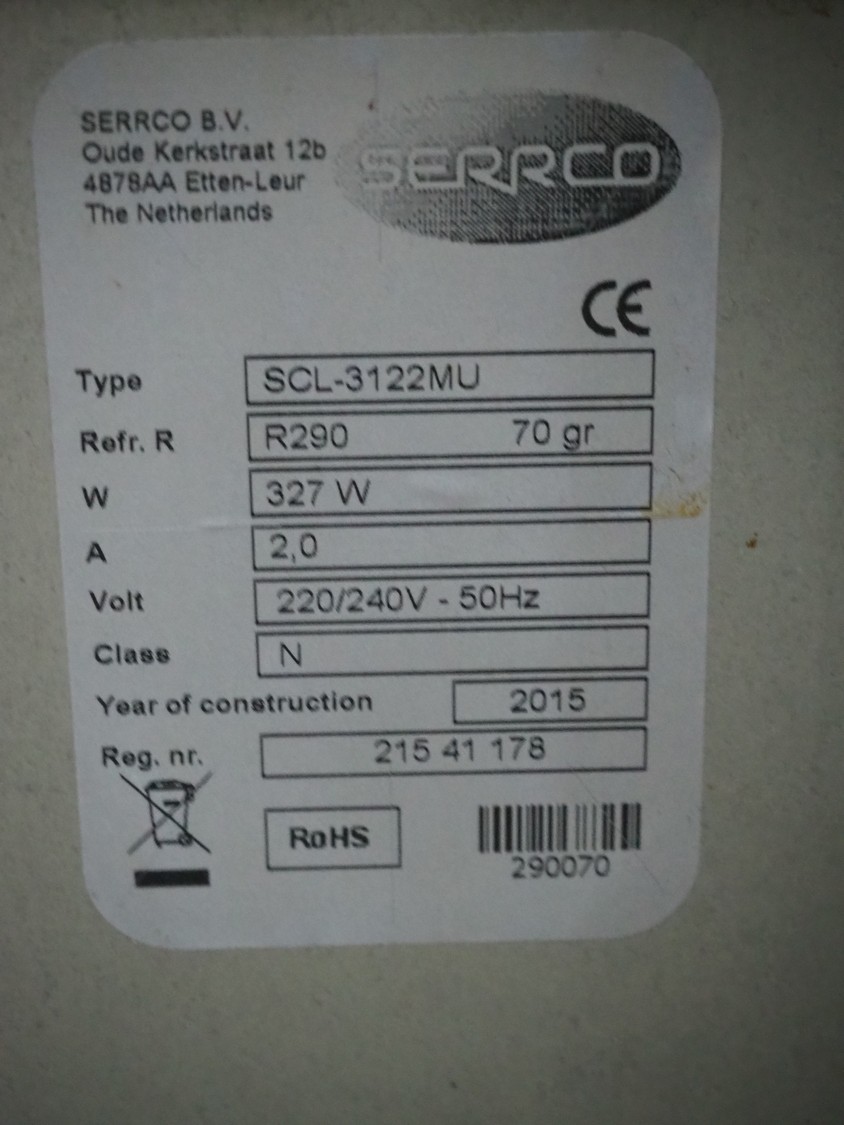 SERRCO B.V.
Oude Kerkstraat 12b
4878AA Etten-Leur
The Netherlands
SERRCO
CE
Type SCL-3122MU
Refr. R R290 70 gr
W 327 W
A 2,0
Volt 220/240V - 50Hz
Class N
Year of construction 2015
Reg. nr. 215 41 178
RoHS
290070